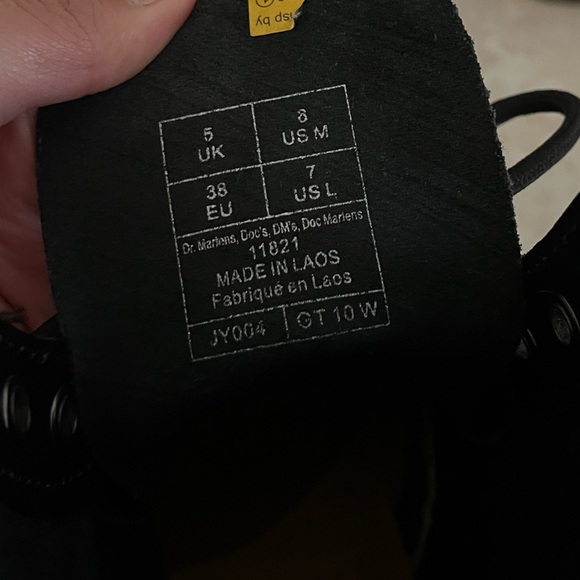 5 UK
6 US M
38 EU
7 US L
Dr. Martens, Doc's, DM's, Doc Martens
11821
MADE IN LAOS
Fabriqué en Laos
JY004 GT 10 W